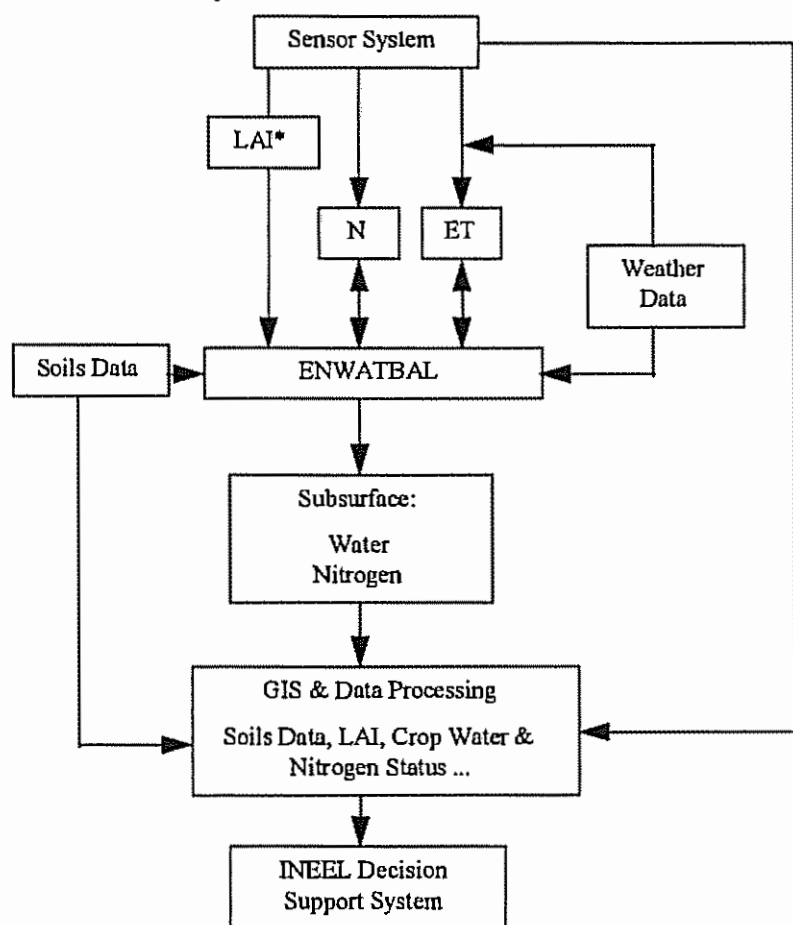 Sensor System
LAI*
N
ET
Weather
Data
Soils Data
ENWATBAL
Subsurface:
Water
Nitrogen
GIS & Data Processing
Soils Data, LAI, Crop Water &
Nitrogen Status ...
INEEL Decision
Support System